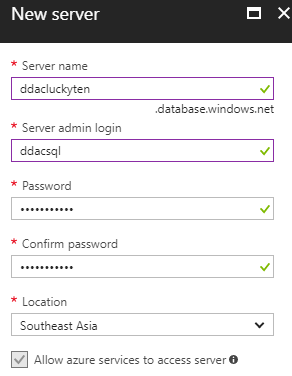 New server
* Server name
ddacluckyten
.database.windows.net
* Server admin login
ddacsql
* Password
•••••••••••
* Confirm password
•••••••••••
* Location
Southeast Asia
Allow azure services to access server